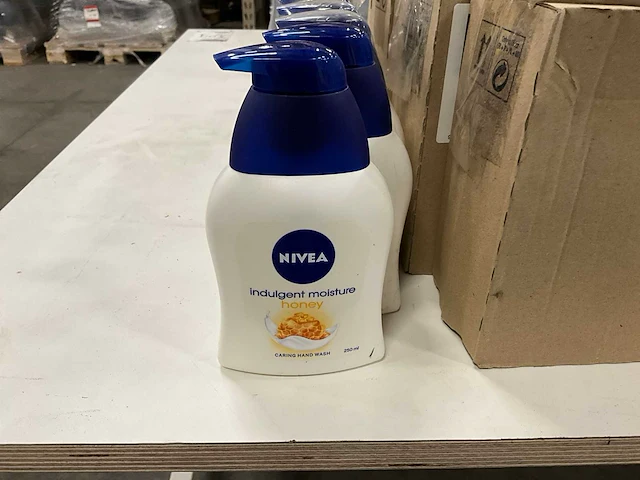 NIVEA
indulgent moisture
honey
CARING HAND WASH
250 ml